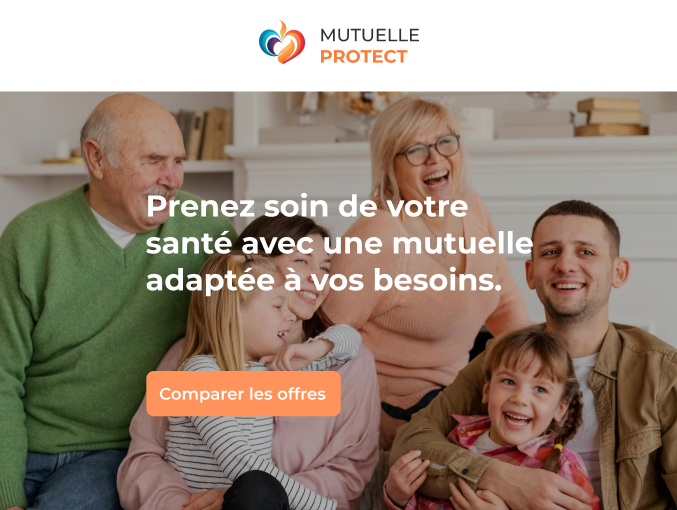 MUTUELLE
PROTECT
Prenez soin de votre
santé avec une mutuelle
adaptée à vos besoins.
Comparer les offres